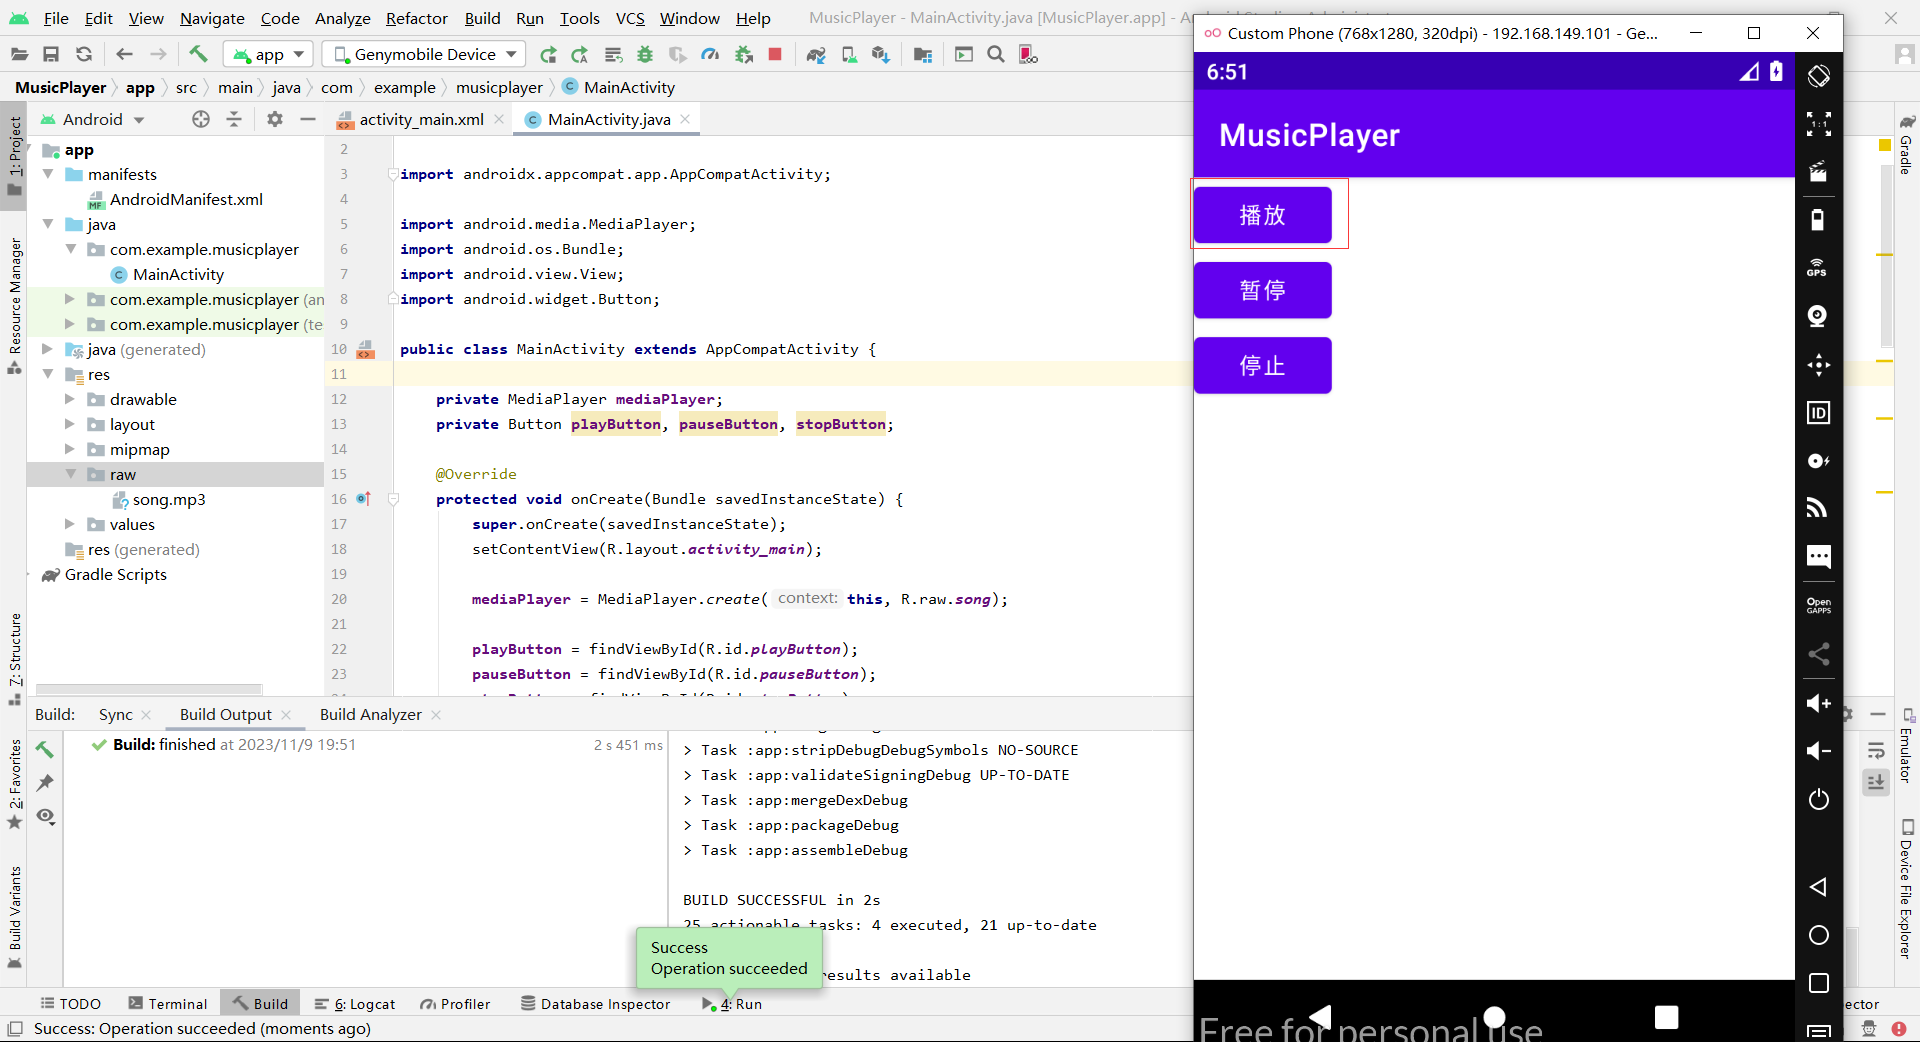 File Edit View Navigate Code Analyze Refactor Build Run Tools VCS Window Help MusicPlayer - MainActivity.java [MusicPlayer.app] -
Custom Phone (768x1280, 320dpi) - 192.168.149.101 - Ge...
app Genymobile Device
MusicPlayer app src main java com example musicplayer MainActivity
Android
activity_main.xml MainActivity.java
1: Project
Resource Manager
7: Structure
2: Favorites
Build Variants
app
manifests
AndroidManifest.xml
java
com.example.musicplayer
MainActivity
com.example.musicplayer (an
com.example.musicplayer (te
java (generated)
res
drawable
layout
mipmap
raw
song.mp3
values
res (generated)
Gradle Scripts
2
3 import androidx.appcompat.app.AppCompatActivity;
4
5 import android.media.MediaPlayer;
6 import android.os.Bundle;
7 import android.view.View;
8 import android.widget.Button;
9
10 public class MainActivity extends AppCompatActivity {
11
12 private MediaPlayer mediaPlayer;
13 private Button playButton, pauseButton, stopButton;
14
15 @Override
16 protected void onCreate(Bundle savedInstanceState) {
17 super.onCreate(savedInstanceState);
18 setContentView(R.layout.activity_main);
19
20 mediaPlayer = MediaPlayer.create( context: this, R.raw.song);
21
22 playButton = findViewById(R.id.playButton);
23 pauseButton = findViewById(R.id.pauseButton);
Build: Sync Build Output Build Analyzer
Build: finished at 2023/11/9 19:51 2 s 451 ms
> Task :app:stripDebugDebugSymbols NO-SOURCE
> Task :app:validateSigningDebug UP-TO-DATE
> Task :app:mergeDexDebug
> Task :app:packageDebug
> Task :app:assembleDebug
BUILD SUCCESSFUL in 2s
25 actionable tasks: 4 executed, 21 up-to-date
results available
Success
Operation succeeded
TODO Terminal Build 6: Logcat Profiler Database Inspector 4: Run
Success: Operation succeeded (moments ago)
6:51
MusicPlayer
播放
暂停
停止
Free for personal use
1:1
GPS
ID
Open
GAPPS
Gradle
Emulator
Device File Explorer
ector